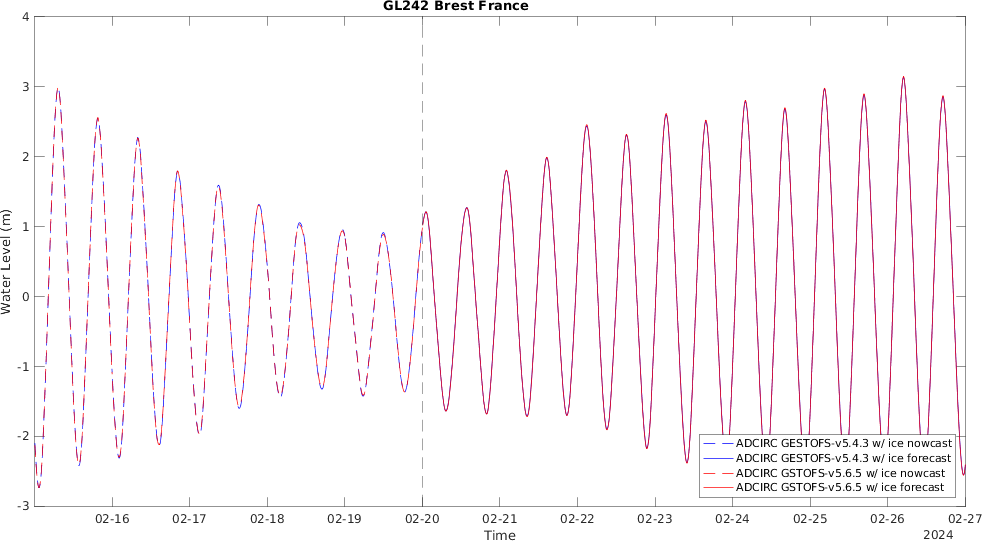 GL242 Brest France
4
3
2
1
0
-1
-2
-3
Water Level (m)
ADCIRC GESTOFS-v5.4.3 w/ ice nowcast
ADCIRC GESTOFS-v5.4.3 w/ ice forecast
ADCIRC GSTOFS-v5.6.5 w/ ice nowcast
ADCIRC GSTOFS-v5.6.5 w/ ice forecast
02-16 02-17 02-18 02-19 02-20 02-21 02-22 02-23 02-24 02-25 02-26 02-27
Time
2024